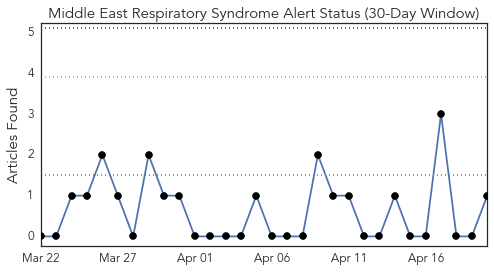 Middle East Respiratory Syndrome Alert Status (30-Day Window)
Articles Found
5
4
3
2
1
0
Mar 22 Mar 27 Apr 01 Apr 06 Apr 11 Apr 16